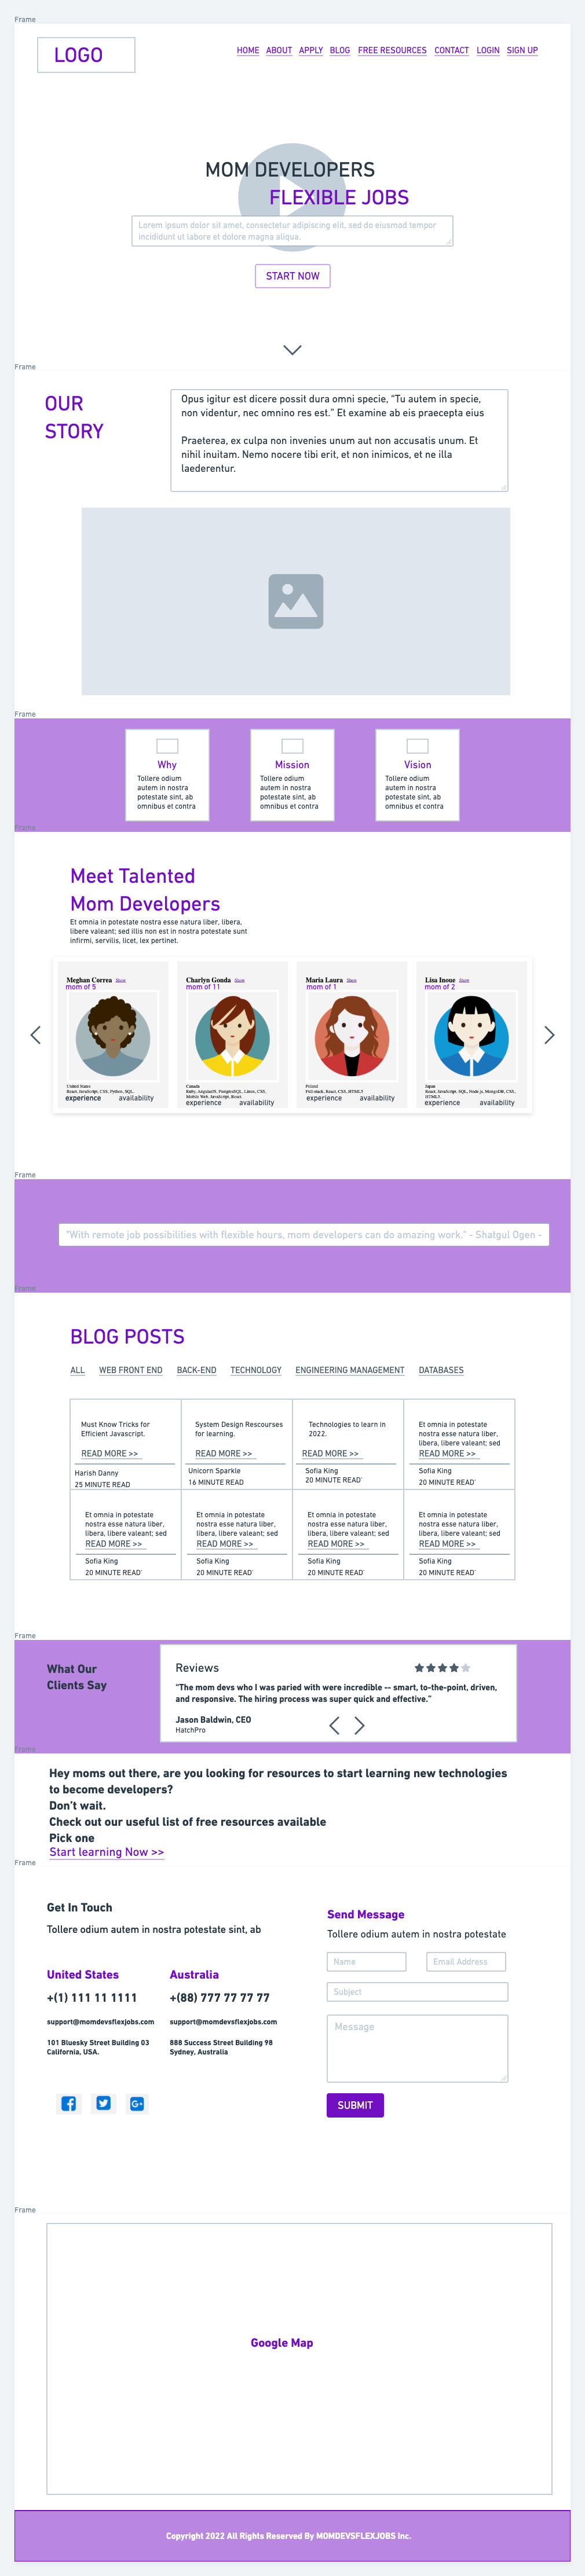 Frame
LOGO
HOME ABOUT APPLY BLOG FREE RESOURCES CONTACT LOGIN SIGN UP
MOM DEVELOPERS
FLEXIBLE JOBS
Lorem ipsum dolor sit amet, consectetur adipiscing elit, sed do eiusmod tempor
incididunt ut labore et dolore magna aliqua.
START NOW
Frame
OUR
STORY
Opus igitur est dicere possit dura omni specie, “Tu autem in specie,
non videntur, nec omnino res est.” Et examine ab eis praecepta eius
Praeterea, ex culpa non invenies unum aut non accusatis unum. Et
nihil inuitam. Nemo nocere tibi erit, et non inimicos, et ne illa
laederentur.
Frame
Why
Tollere odium
autem in nostra
potestate sint, ab
omnibus et contra
Mission
Tollere odium
autem in nostra
potestate sint, ab
omnibus et contra
Vision
Tollere odium
autem in nostra
potestate sint, ab
omnibus et contra
Frame
Meet Talented
Mom Developers
Et omnia in potestate nostra esse natura liber, libera,
libere valeant; sed illis non est in nostra potestate sunt
infirmi, servilis, licet, lex pertinet.
Meghan Correa Show
mom of 5
United States
React, JavaScript, CSS, Python, SQL.
experience availability
Charlyn Gonda Show
mom of 11
Canada
Ruby, AngularJS, PostgreSQL, Linux, CSS,
Mobile Web, JavaScript, React.
experience availability
Maria Laura Show
mom of 1
Poland
Full-stack, React, CSS, HTML5.
experience availability
Lisa Inoue Show
mom of 2
Japan
React, JavaScript, SQL, Node.js, MongoDB, CSS,
HTML5.
experience availability
Frame
"With remote job possibilities with flexible hours, mom developers can do amazing work." - Shatgul Ogen -
Frame
BLOG POSTS
ALL WEB FRONT END BACK-END TECHNOLOGY ENGINEERING MANAGEMENT DATABASES
Must Know Tricks for
Efficient Javascript.
READ MORE >>
Harish Danny
25 MINUTE READ
System Design Rescourses
for learning.
READ MORE >>
Unicorn Sparkle
16 MINUTE READ
Technologies to learn in
2022.
READ MORE >>
Sofia King
20 MINUTE READ'
Et omnia in potestate
nostra esse natura liber,
libera, libere valeant; sed
READ MORE >>
Sofia King
20 MINUTE READ'
Et omnia in potestate
nostra esse natura liber,
libera, libere valeant; sed
READ MORE >>
Sofia King
20 MINUTE READ'
Et omnia in potestate
nostra esse natura liber,
libera, libere valeant; sed
READ MORE >>
Sofia King
20 MINUTE READ'
Et omnia in potestate
nostra esse natura liber,
libera, libere valeant; sed
READ MORE >>
Sofia King
20 MINUTE READ'
Et omnia in potestate
nostra esse natura liber,
libera, libere valeant; sed
READ MORE >>
Sofia King
20 MINUTE READ'
Frame
What Our
Clients Say
Reviews
“The mom devs who I was paried with were incredible -- smart, to-the-point, driven,
and responsive. The hiring process was super quick and effective.”
Jason Baldwin, CEO
HatchPro
Frame
Hey moms out there, are you looking for resources to start learning new technologies
to become developers?
Don’t wait.
Check out our useful list of free resources available
Pick one
Start learning Now >>
Frame
Get In Touch
Tollere odium autem in nostra potestate sint, ab
United States
+(1) 111 11 1111
support@momdevsflexjobs.com
101 Bluesky Street Building 03
California, USA.
Australia
+(88) 777 77 77 77
support@momdevsflexjobs.com
888 Success Street Building 98
Sydney, Australia
Send Message
Tollere odium autem in nostra potestate
Name
Email Address
Subject
Message
SUBMIT
Frame
Google Map
Copyright 2022 All Rights Reserved By MOMDEVSFLEXJOBS Inc.